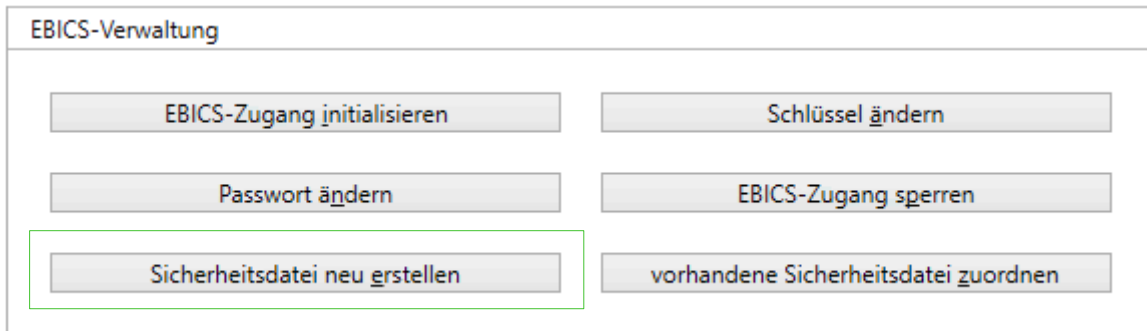 EBICS-Verwaltung
EBICS-Zugang initialisieren
Schlüssel ändern
Passwort ändern
EBICS-Zugang sperren
Sicherheitsdatei neu erstellen
vorhandene Sicherheitsdatei zuordnen